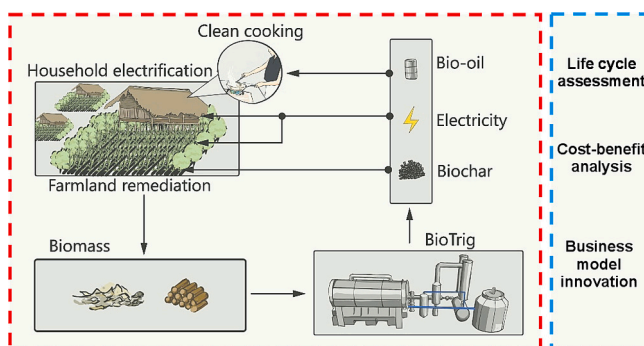 Clean cooking
Household electrification
Bio-oil
Electricity
Biochar
Farmland remediation
Biomass
BioTrig
Life cycle
assessment
Cost-benefit
analysis
Business
model
innovation